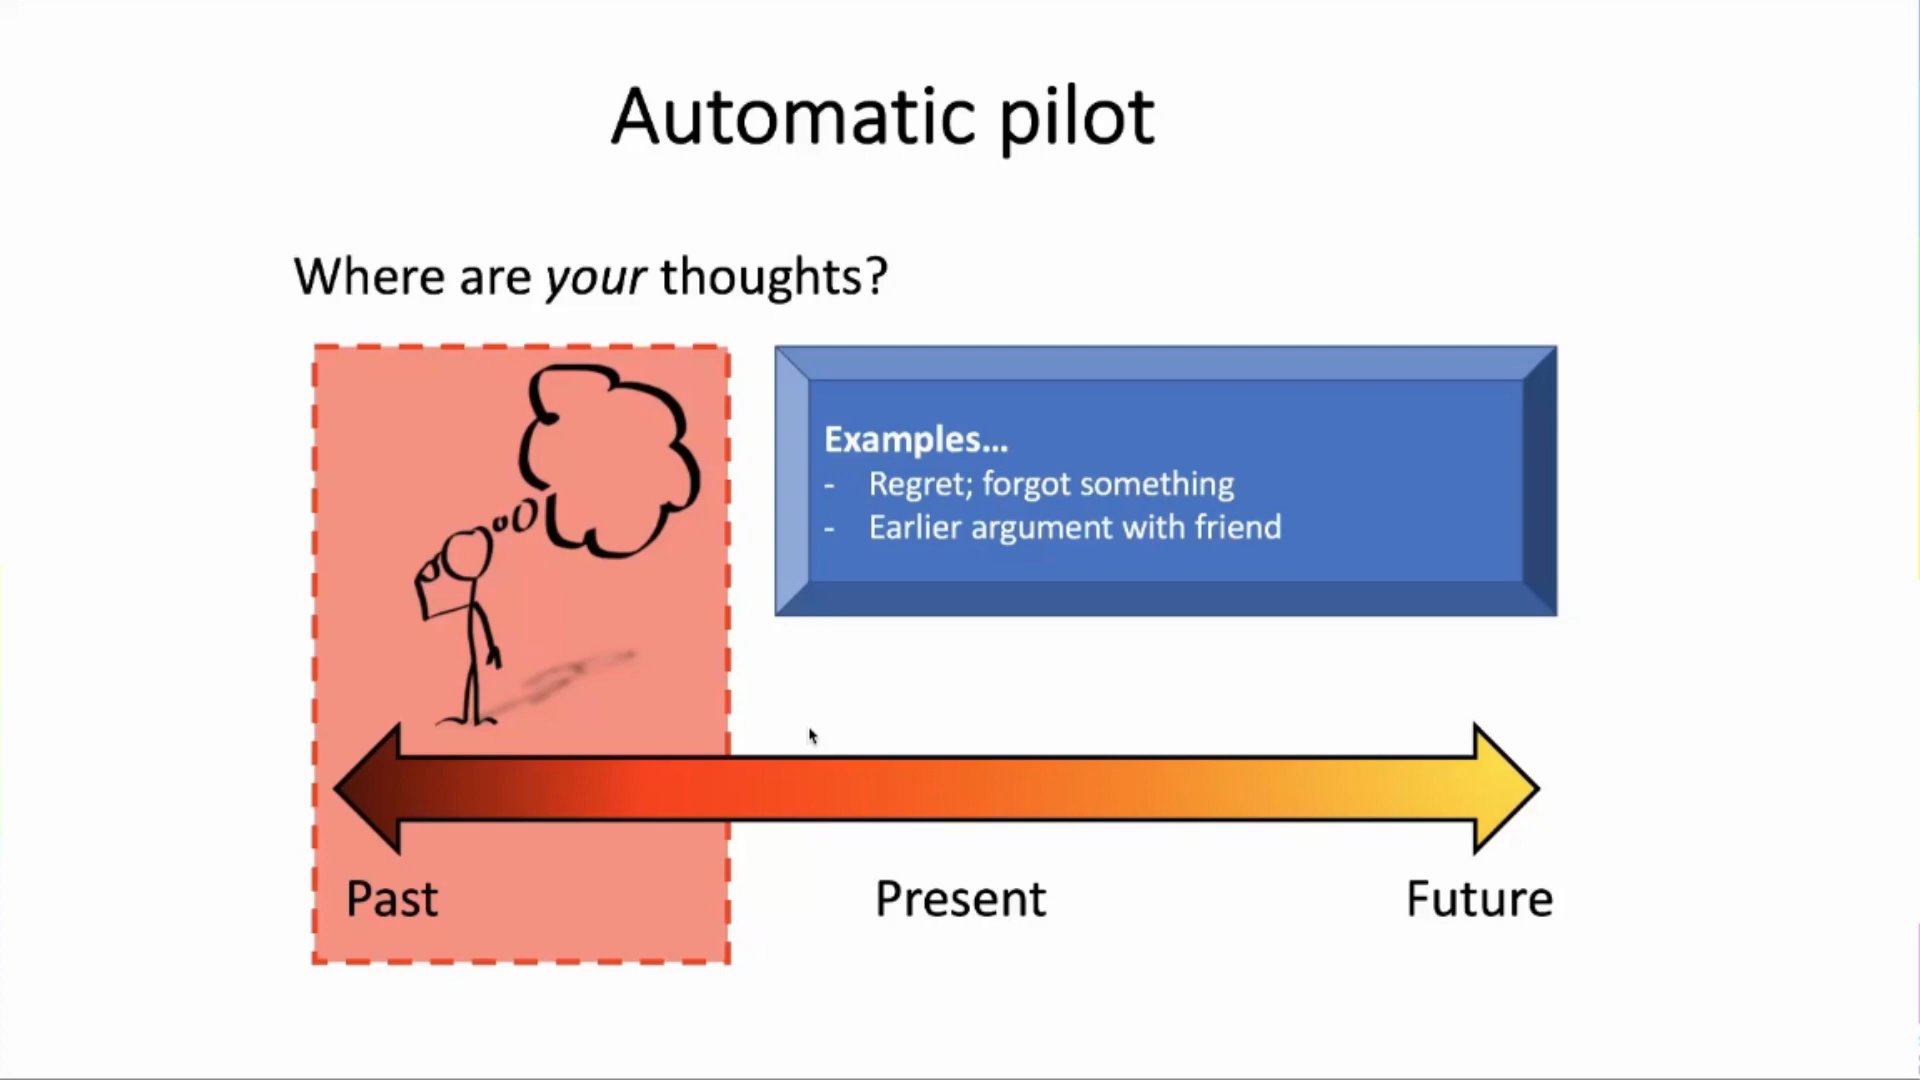 Automatic pilot
Where are your thoughts?
Examples...
- Regret; forgot something
- Earlier argument with friend
Past
Present
Future